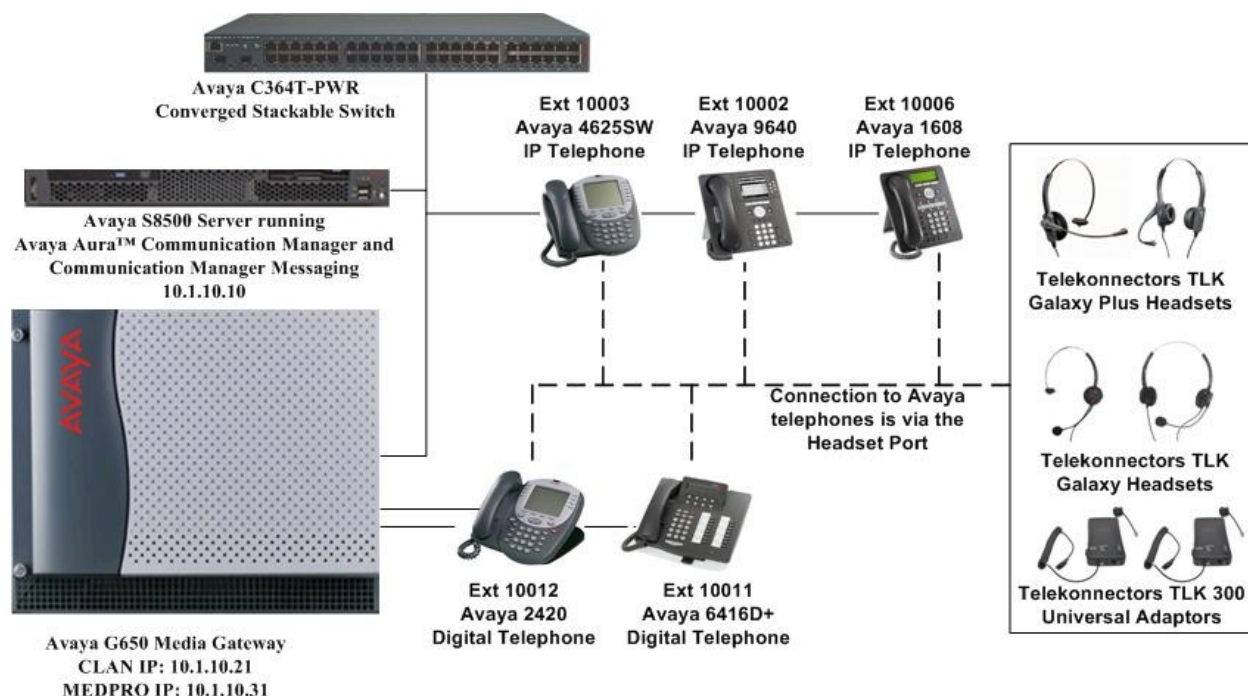 Avaya C364T-PWR
Converged Stackable Switch
Ext 10003
Avaya 4625SW
IP Telephone
Ext 10002
Avaya 9640
IP Telephone
Ext 10006
Avaya 1608
IP Telephone
Avaya S8500 Server running
Avaya Aura™ Communication Manager and
Communication Manager Messaging
10.1.10.10
AVAYA
Telekonnectors TLK
Galaxy Plus Headsets
Connection to Avaya
telephones is via the
Headset Port
Telekonnectors TLK
Galaxy Headsets
Ext 10012
Avaya 2420
Digital Telephone
Ext 10011
Avaya 6416D+
Digital Telephone
Telekonnectors TLK 300
Universal Adaptors
Avaya G650 Media Gateway
CLAN IP: 10.1.10.21
MEDPRO IP: 10.1.10.31